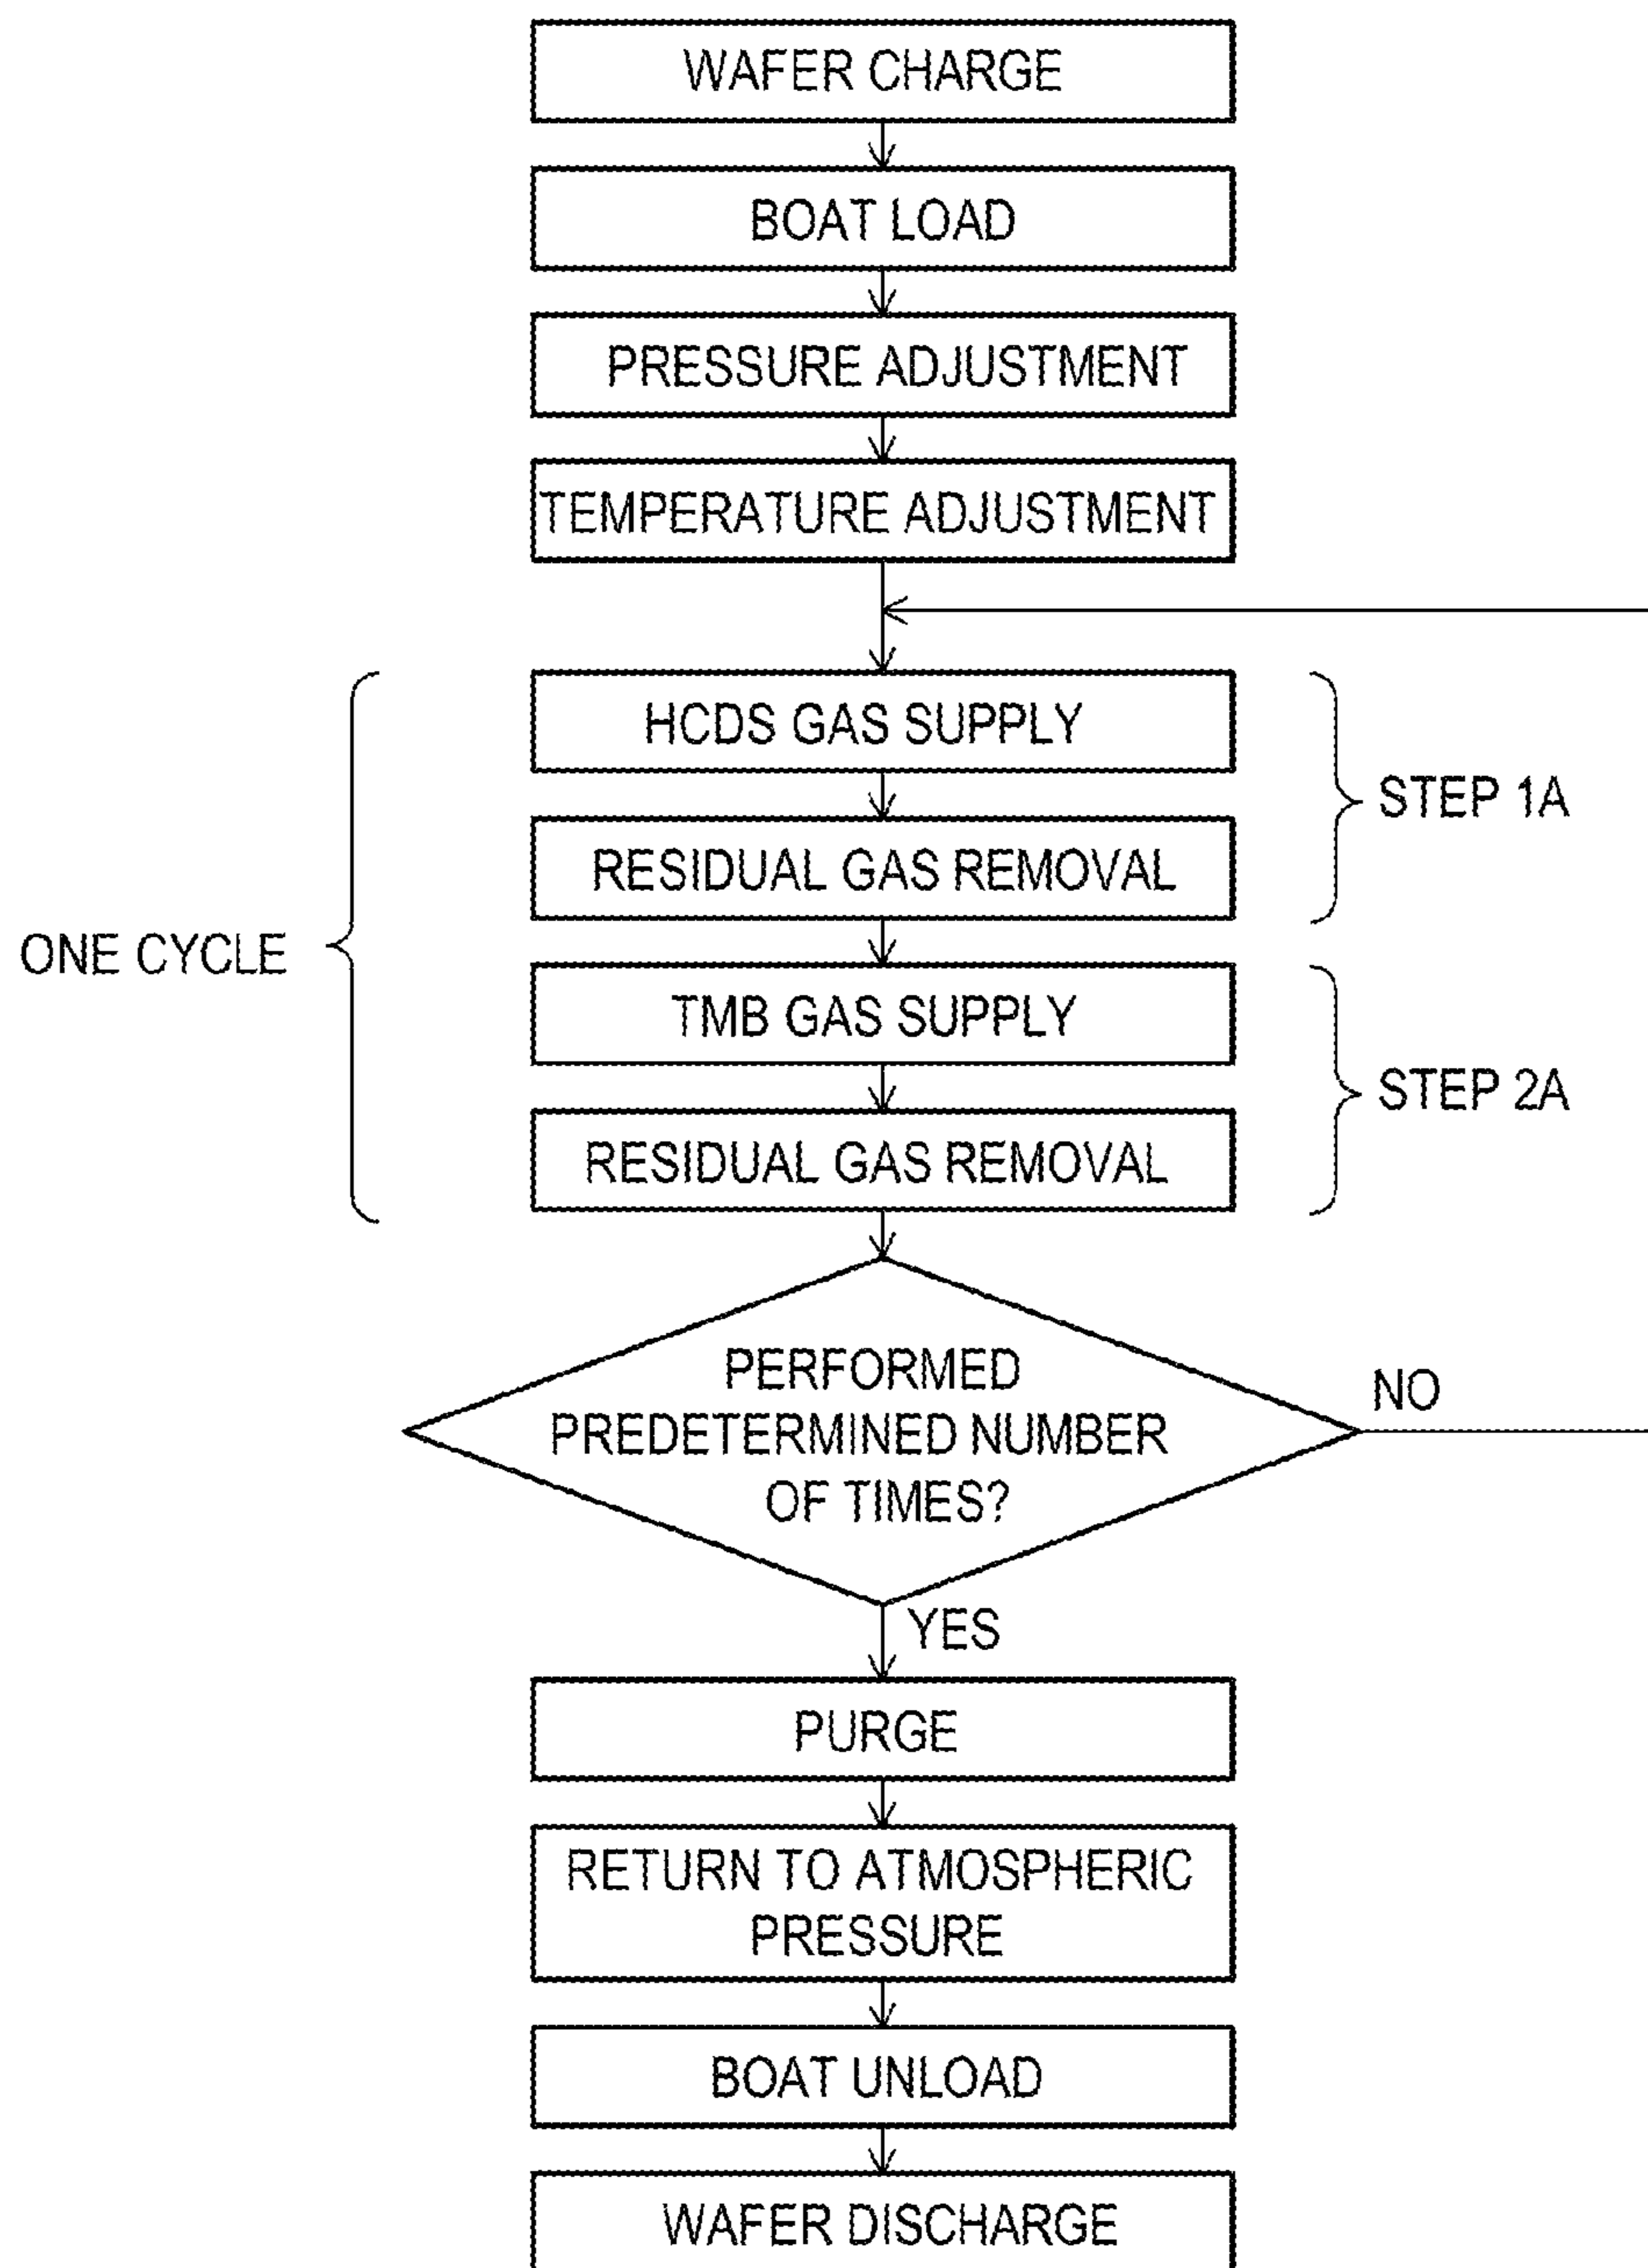 WAFER CHARGE
BOAT LOAD
PRESSURE ADJUSTMENT
TEMPERATURE ADJUSTMENT
HCDS GAS SUPPLY
STEP 1A
RESIDUAL GAS REMOVAL
ONE CYCLE
TMB GAS SUPPLY
STEP 2A
RESIDUAL GAS REMOVAL
PERFORMED
PREDETERMINED NUMBER
OF TIMES?
NO
YES
PURGE
RETURN TO ATMOSPHERIC
PRESSURE
BOAT UNLOAD
WAFER DISCHARGE